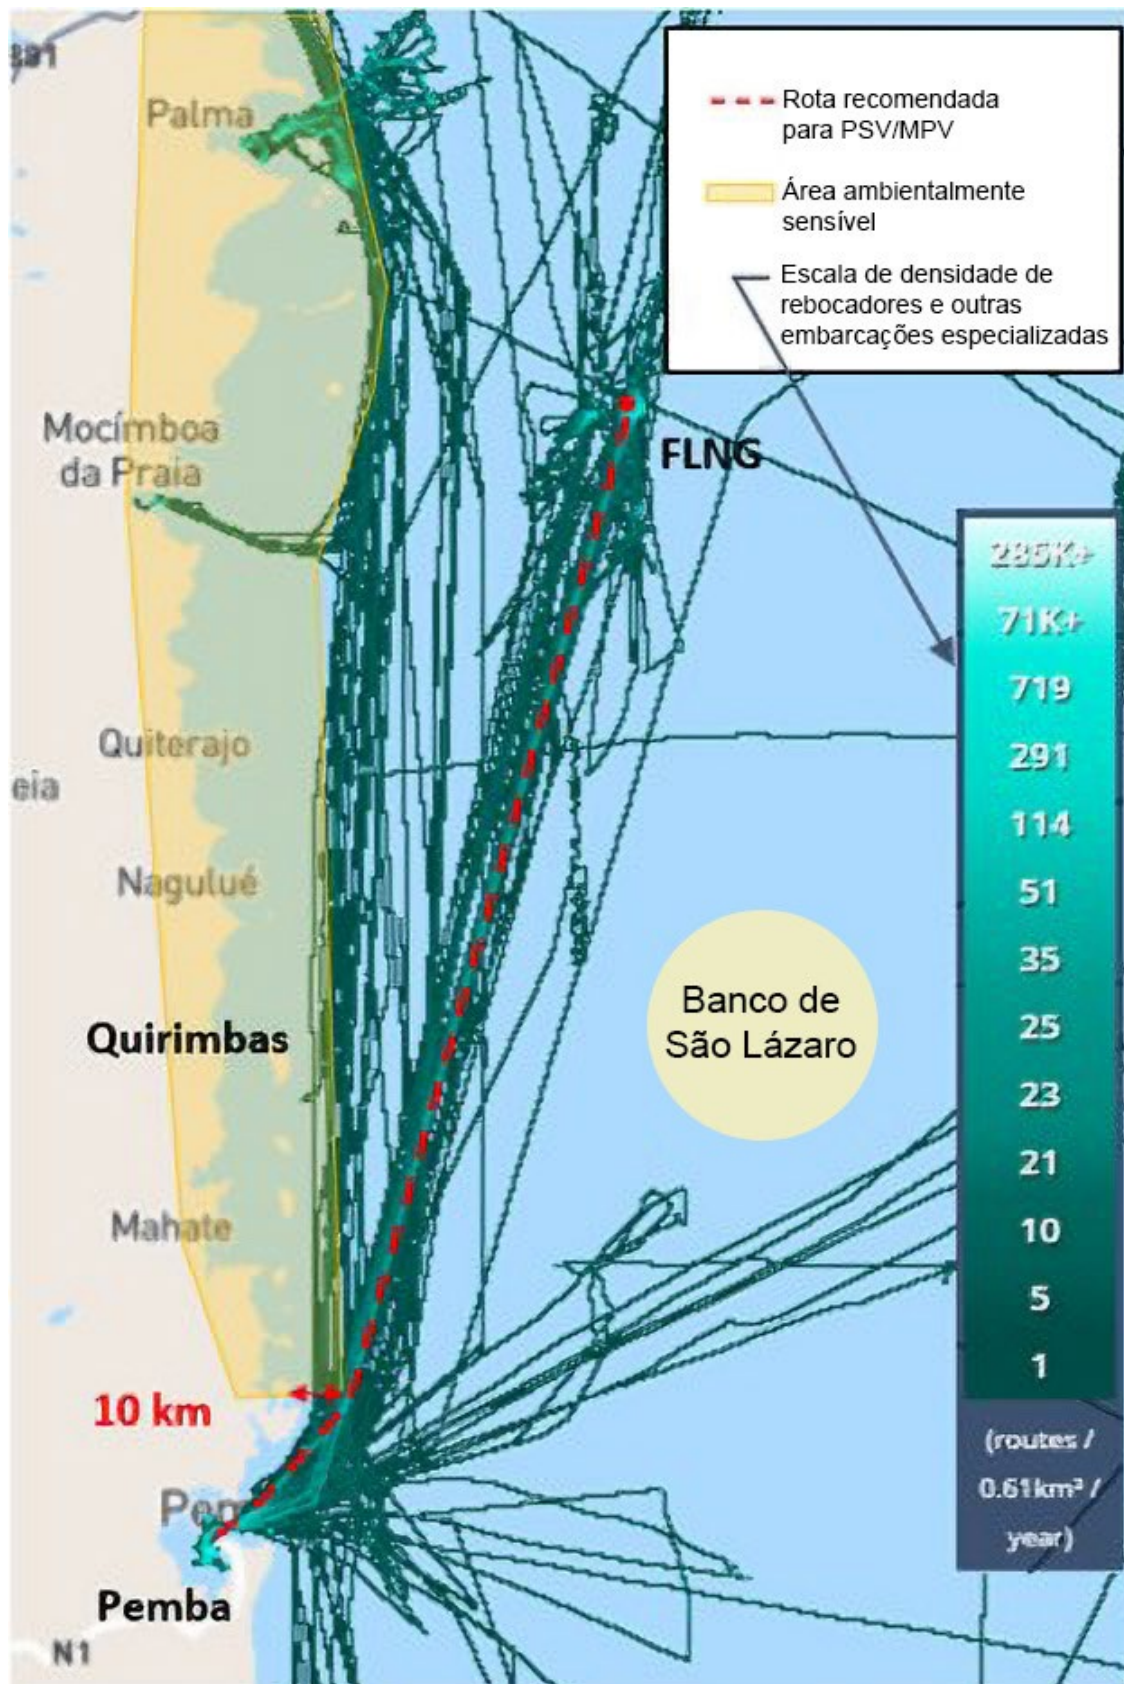 Rota recomendada
para PSV/MPV
Área ambientalmente
sensível
Escala de densidade de
rebocadores e outras
embarcações especializadas
Palma
Mocímboa
da Praia
FLNG
285K+
71K+
719
291
114
51
35
25
23
21
10
5
1
(routes /
0.61km² /
year)
Quiterajo
eia
Nagulué
Banco de
São Lázaro
Quirimbas
Mahate
10 km
Pem
Pemba
N1